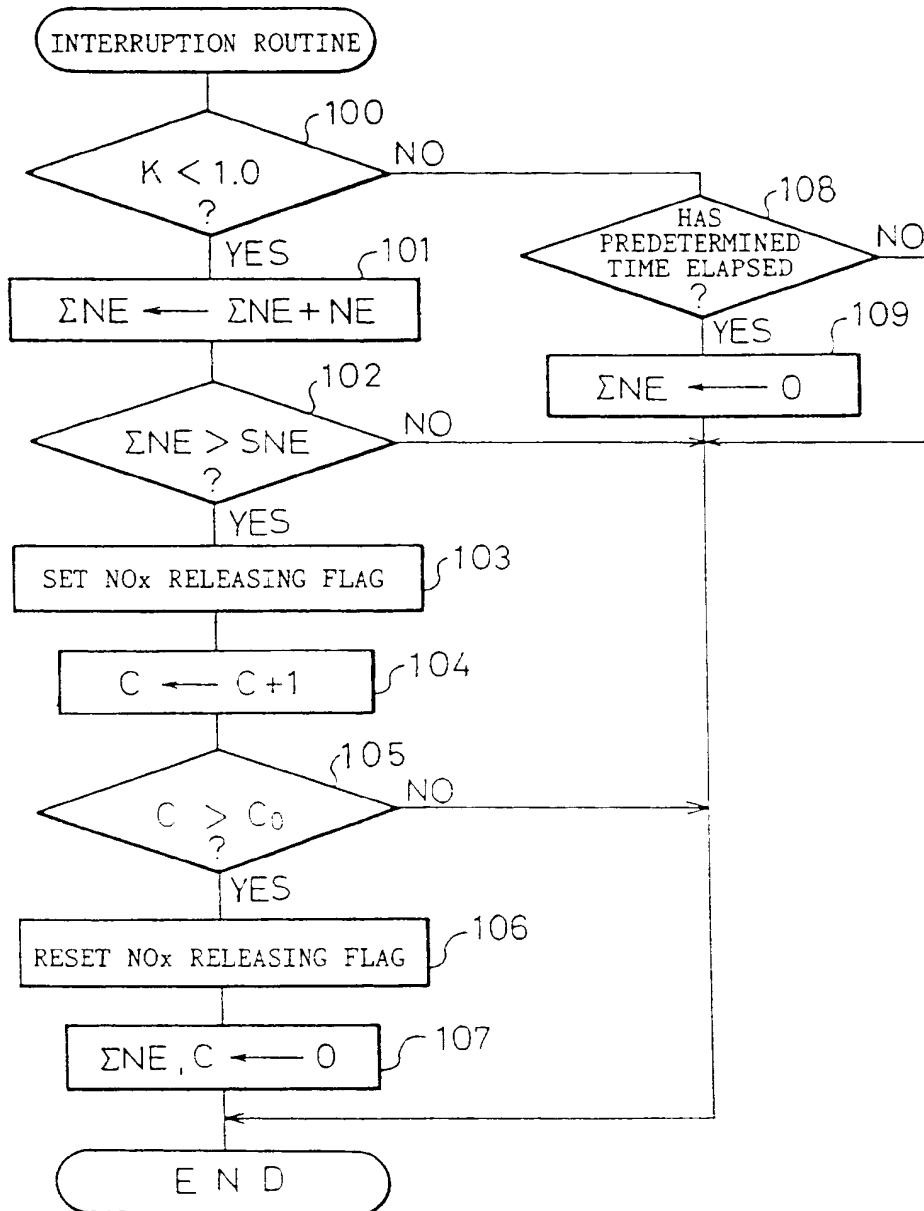 INTERRUPTION ROUTINE
100
K < 1.0
?
NO
YES
108
HAS
PREDETERMINED
TIME ELAPSED
?
NO
YES
101
ΣNE ← ΣNE + NE
109
ΣNE ← 0
102
ΣNE > SNE
?
NO
YES
103
SET NOx RELEASING FLAG
104
C ← C+1
105
C > C₀
?
NO
YES
106
RESET NOx RELEASING FLAG
107
ΣNE, C ← 0
END